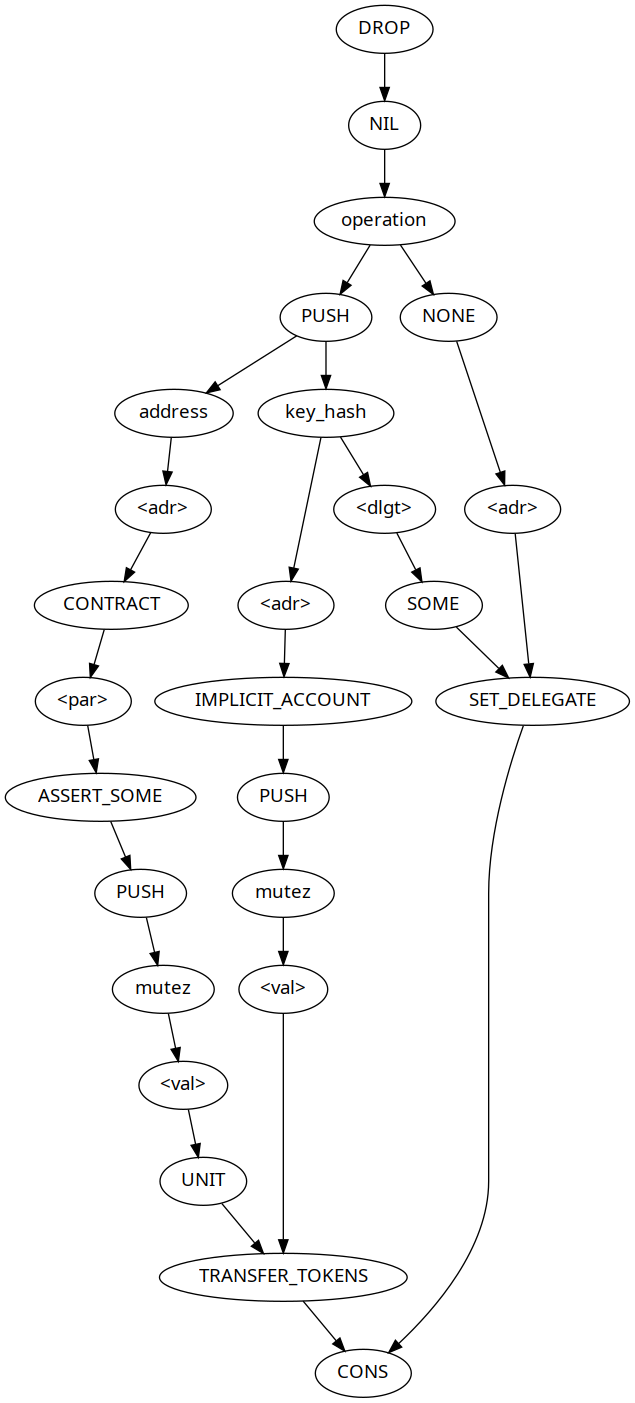 DROP
NIL
operation
PUSH
NONE
address
key_hash
<adr>
<dlgt>
<adr>
CONTRACT
<adr>
SOME
<par>
IMPLICIT_ACCOUNT
SET_DELEGATE
ASSERT_SOME
PUSH
PUSH
mutez
mutez
<val>
<val>
UNIT
TRANSFER_TOKENS
CONS